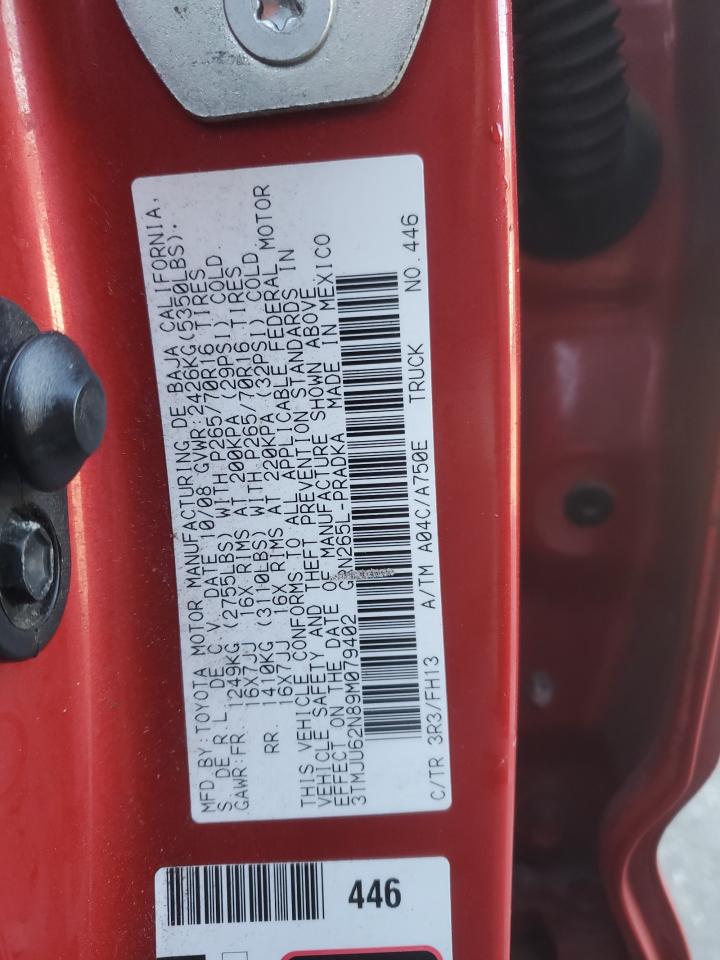 MFD.BY:TOYOTA MOTOR MANUFACTURING DE BAJA CALIFORNIA,
S. DE R.L. DE C.V. DATE 10/08 GVWR:2426KG(5350LBS).
GAWR:FR. 1249KG (2755LBS) WITH P265/70R16 TIRES
16X7JJ 16X RIMS AT 200KPA (29PSI) COLD
RR. 1410KG (3110LBS) WITH P265/70R16 TIRES
16X7JJ 16X RIMS AT 220KPA (32PSI) COLD
THIS VEHICLE CONFORMS TO ALL APPLICABLE FEDERAL MOTOR
VEHICLE SAFETY AND THEFT PREVENTION STANDARDS IN
EFFECT ON THE DATE OF MANUFACTURE SHOWN ABOVE
3TMJU62N89M079402 GGN265L-PRAUKA MADE IN MEXICO
C/TR 3R3/FH13 A/TM A04C/A750E TRUCK NO.446
446